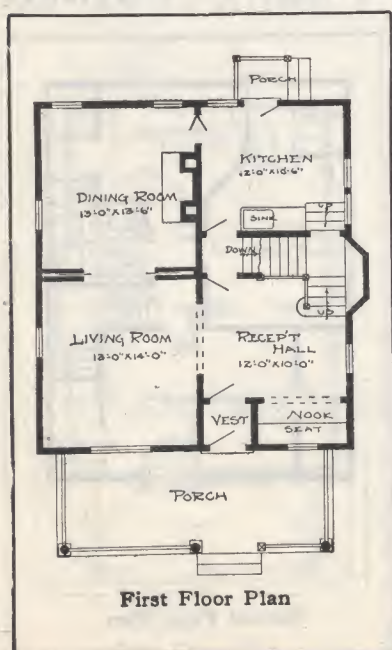 PORCH
KITCHEN
12'-0"X10'-6"
DINING ROOM
13'-0"X13'-6"
SINK
UP
DOWN
UP
LIVING ROOM
13'-0"X14'-0"
RECEP'T
HALL
12'-0"X10'-0"
VEST
NOOK
SEAT
PORCH
First Floor Plan